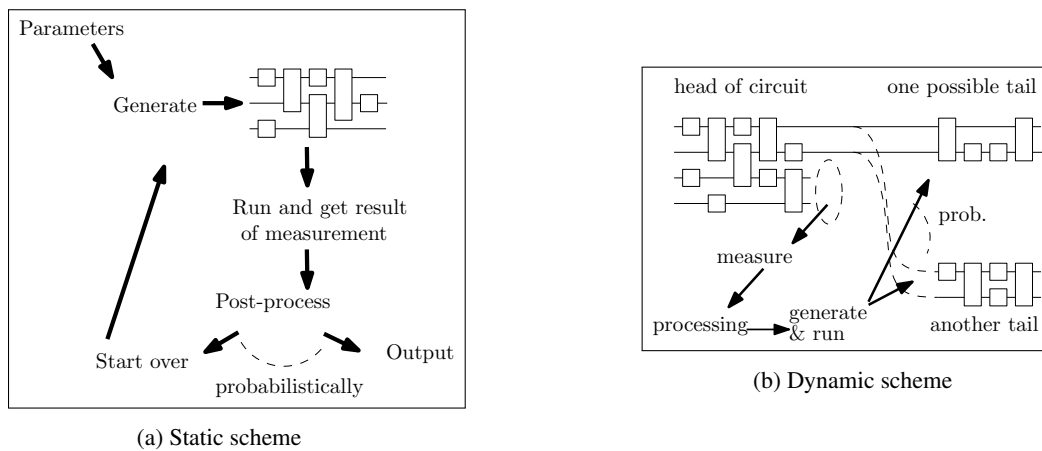 Parameters
Generate
Run and get result
of measurement
Post-process
Start over
Output
probabilistically
(a) Static scheme
head of circuit
one possible tail
prob.
measure
processing
generate
& run
another tail
(b) Dynamic scheme